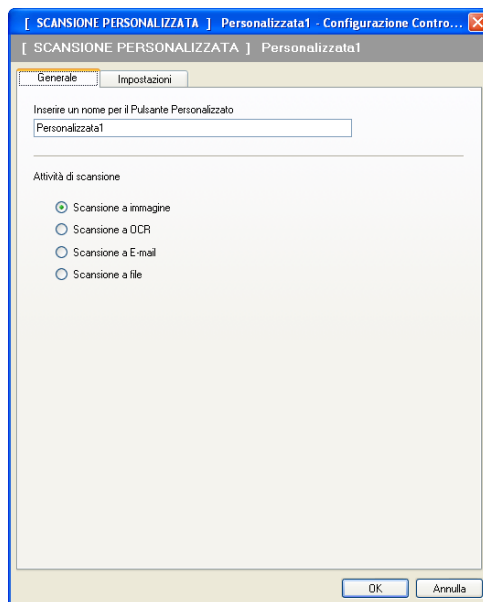 [ SCANSIONE PERSONALIZZATA ] Personalizzata1 - Configurazione Contro...
[ SCANSIONE PERSONALIZZATA ] Personalizzata1
Generale Impostazioni
Inserire un nome per il Pulsante Personalizzato
Personalizzata1
Attività di scansione
Scansione a immagine
Scansione a OCR
Scansione a E-mail
Scansione a file
OK Annulla